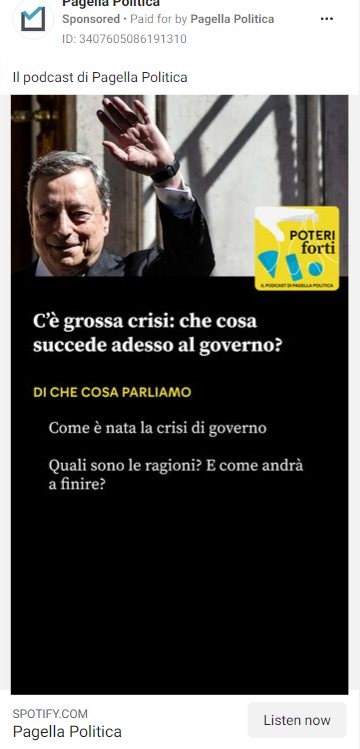 Pagella Politica
Sponsored • Paid for by Pagella Politica
ID: 3407605086191310
Il podcast di Pagella Politica
POTERI
forti
IL PODCAST DI PAGELLA POLITICA
C'è grossa crisi: che cosa
succede adesso al governo?
DI CHE COSA PARLIAMO
Come è nata la crisi di governo
Quali sono le ragioni? E come andrà
a finire?
SPOTIFY.COM
Pagella Politica
Listen now